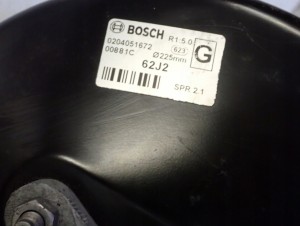 BOSCH R1:5.0
0204051672 623 G
00881C Ø225mm
62J2
SPR 2.1